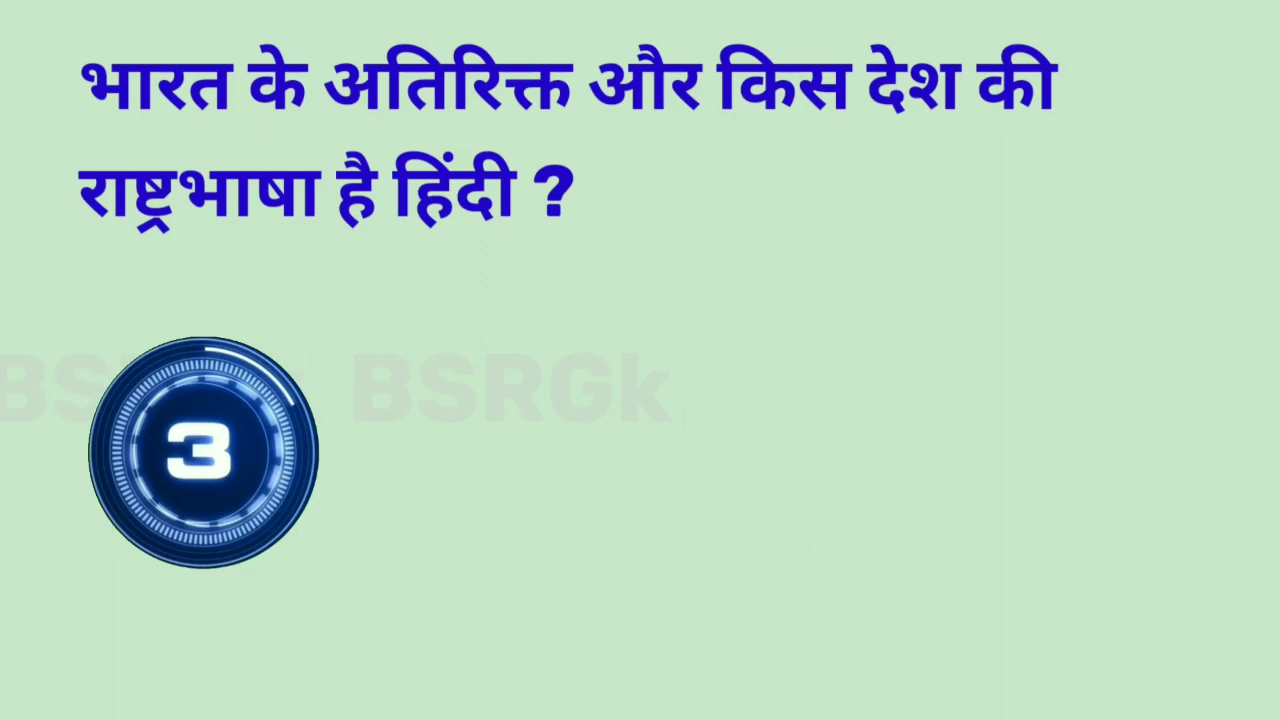 भारत के अतिरिक्त और किस देश की
राष्ट्रभाषा है हिंदी ?
BSRGk
3